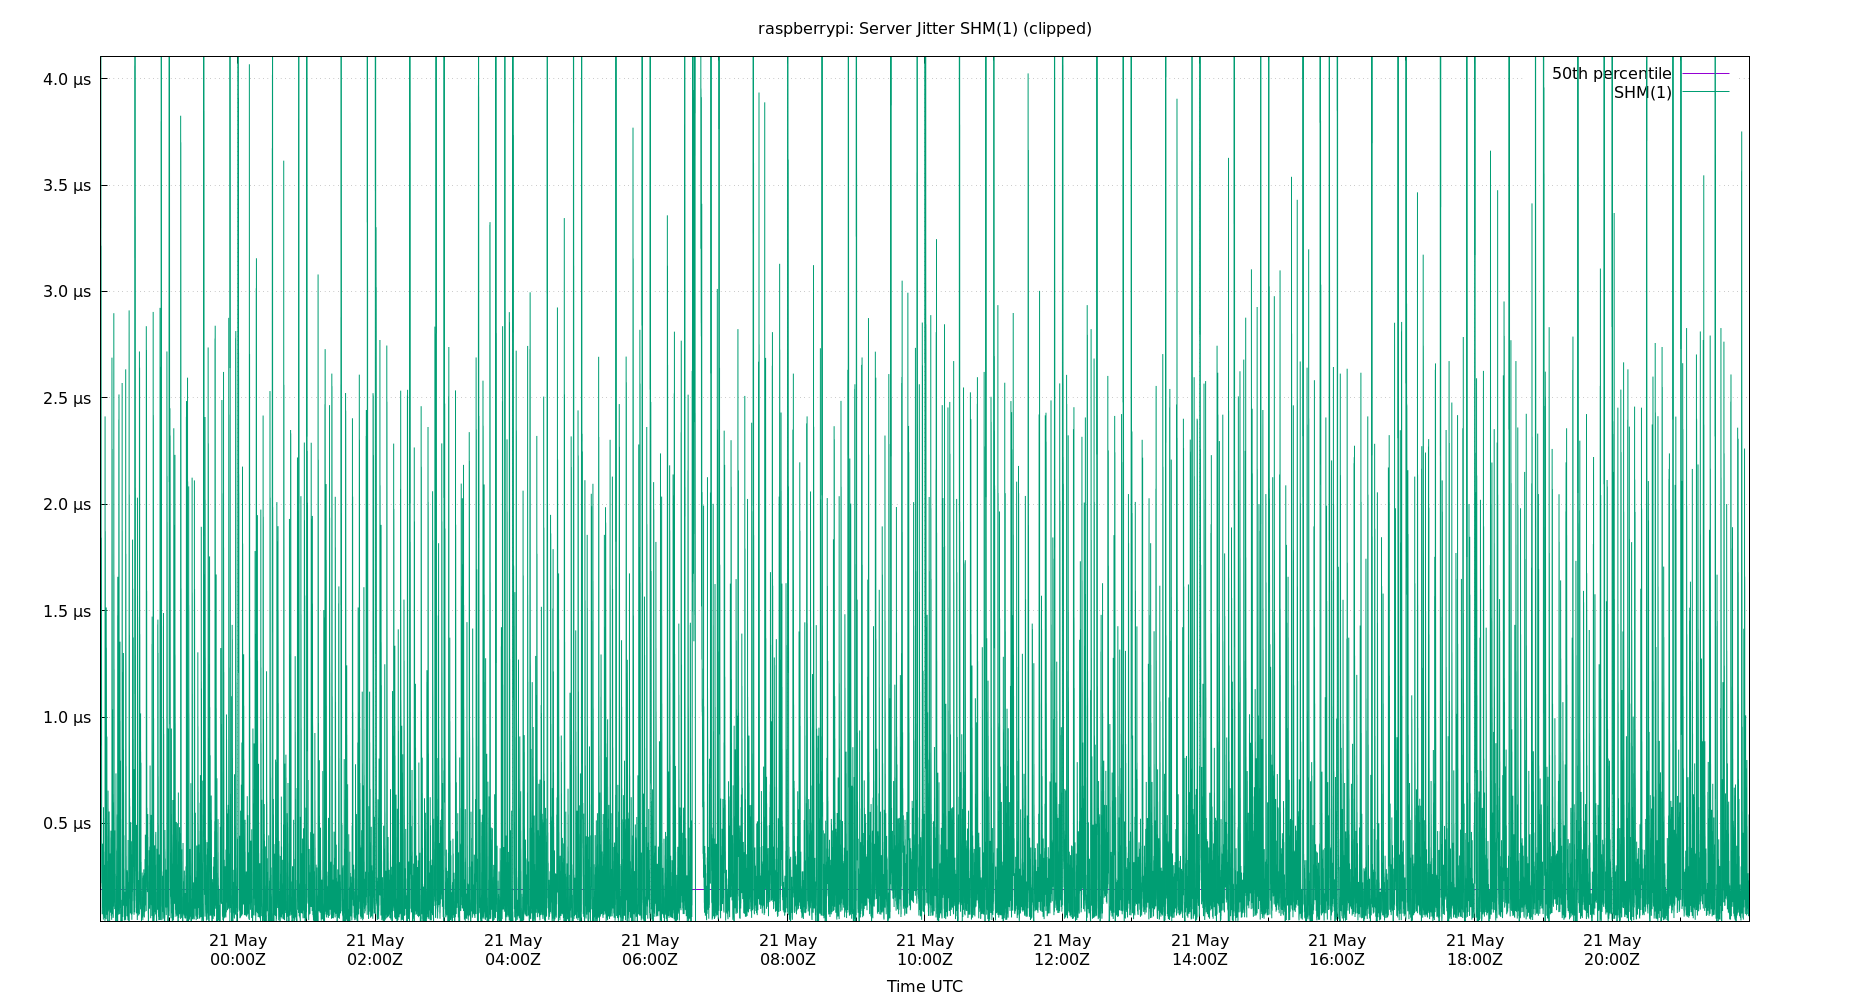 raspberrypi: Server Jitter SHM(1) (clipped)
50th percentile
SHM(1)
4.0 µs
3.5 µs
3.0 µs
2.5 µs
2.0 µs
1.5 µs
1.0 µs
0.5 µs
21 May 21 May 21 May 21 May 21 May 21 May 21 May 21 May 21 May 21 May 21 May
00:00Z 02:00Z 04:00Z 06:00Z 08:00Z 10:00Z 12:00Z 14:00Z 16:00Z 18:00Z 20:00Z
Time UTC